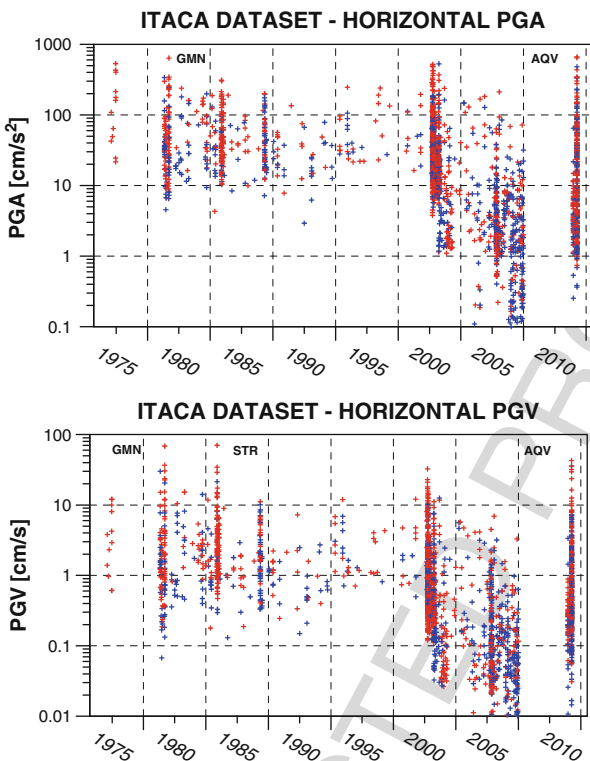 ITACA DATASET - HORIZONTAL PGA
1000
100
10
1
0.1
PGA [cm/s²]
GMN
AQV
1975
1980
1985
1990
1995
2000
2005
2010
ITACA DATASET - HORIZONTAL PGV
100
10
1
0.1
0.01
PGV [cm/s]
GMN
STR
AQV
1975
1980
1985
1990
1995
2000
2005
2010